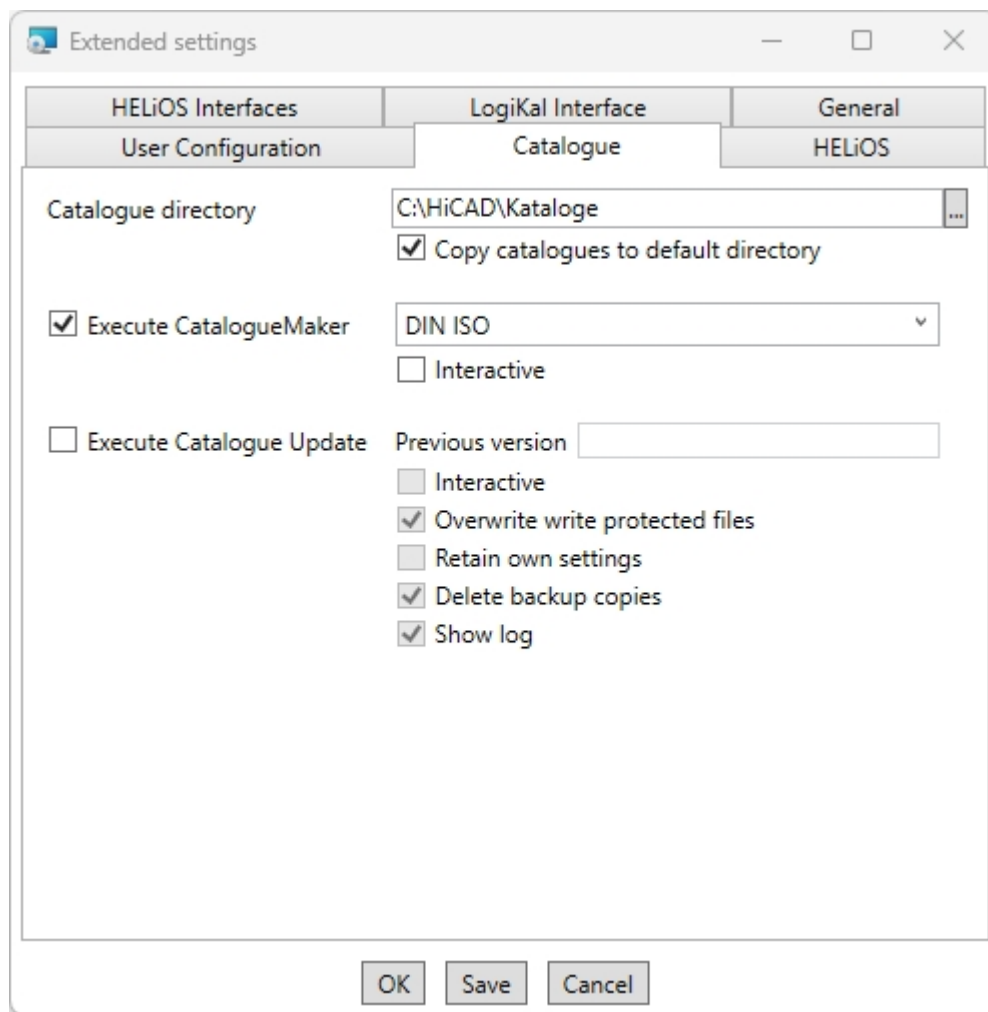 Extended settings
HELiOS Interfaces LogiKal Interface General
User Configuration Catalogue HELiOS
Catalogue directory C:\HiCAD\Kataloge ...
Copy catalogues to default directory
Execute CatalogueMaker DIN ISO
Interactive
Execute Catalogue Update Previous version
Interactive
Overwrite write protected files
Retain own settings
Delete backup copies
Show log
OK Save Cancel